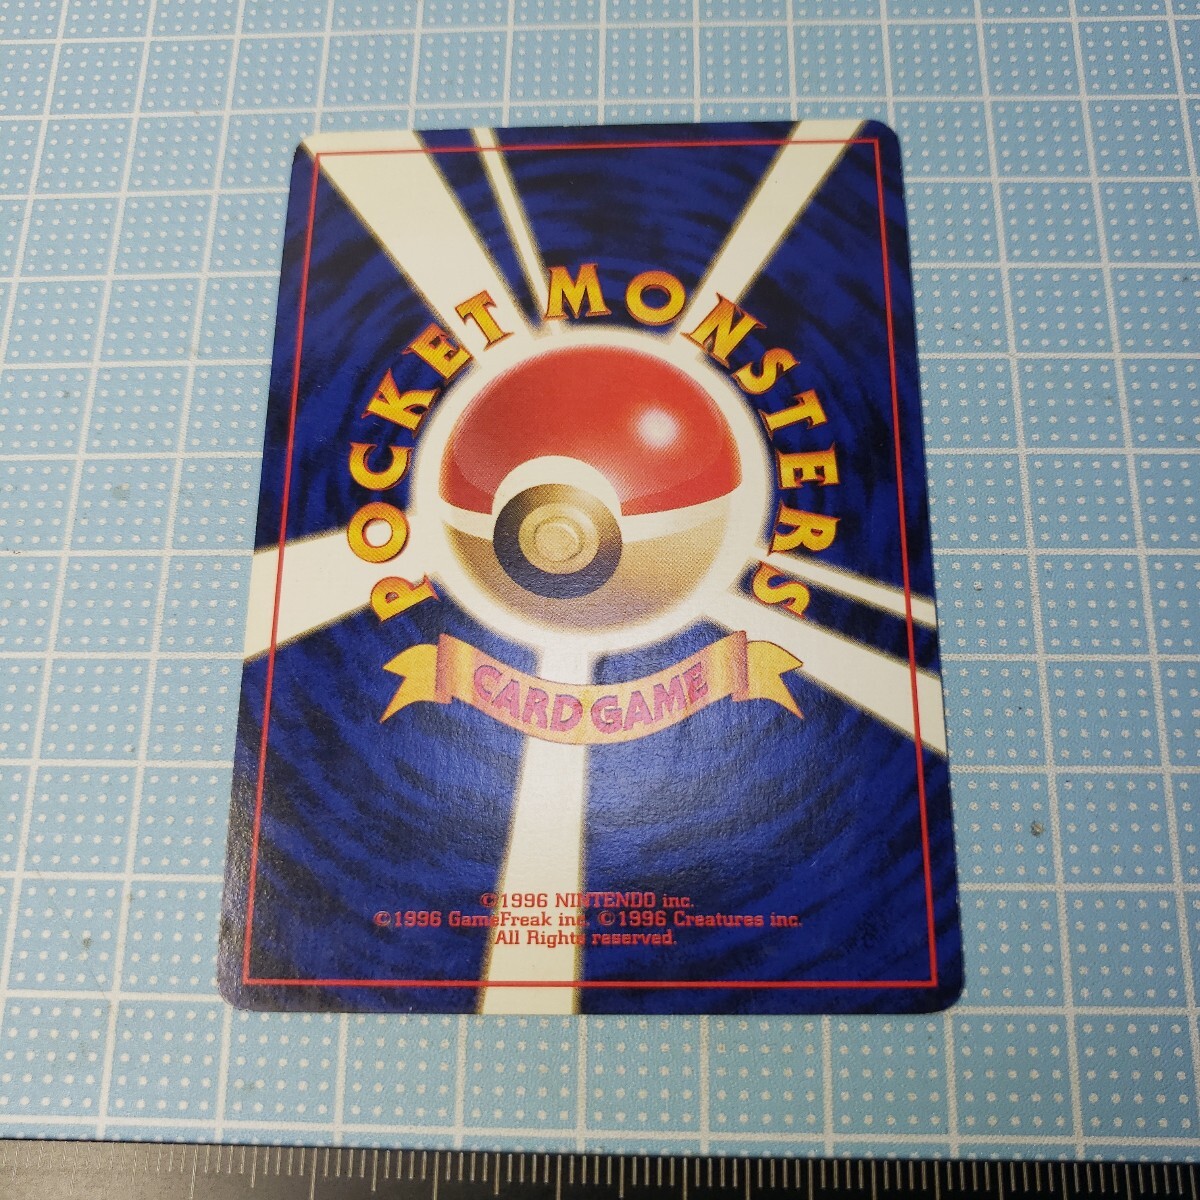 POCKET MONSTERS
CARD GAME
©1996 NINTENDO inc.
©1996 GameFreak inc. ©1996 Creatures inc.
All Rights reserved.